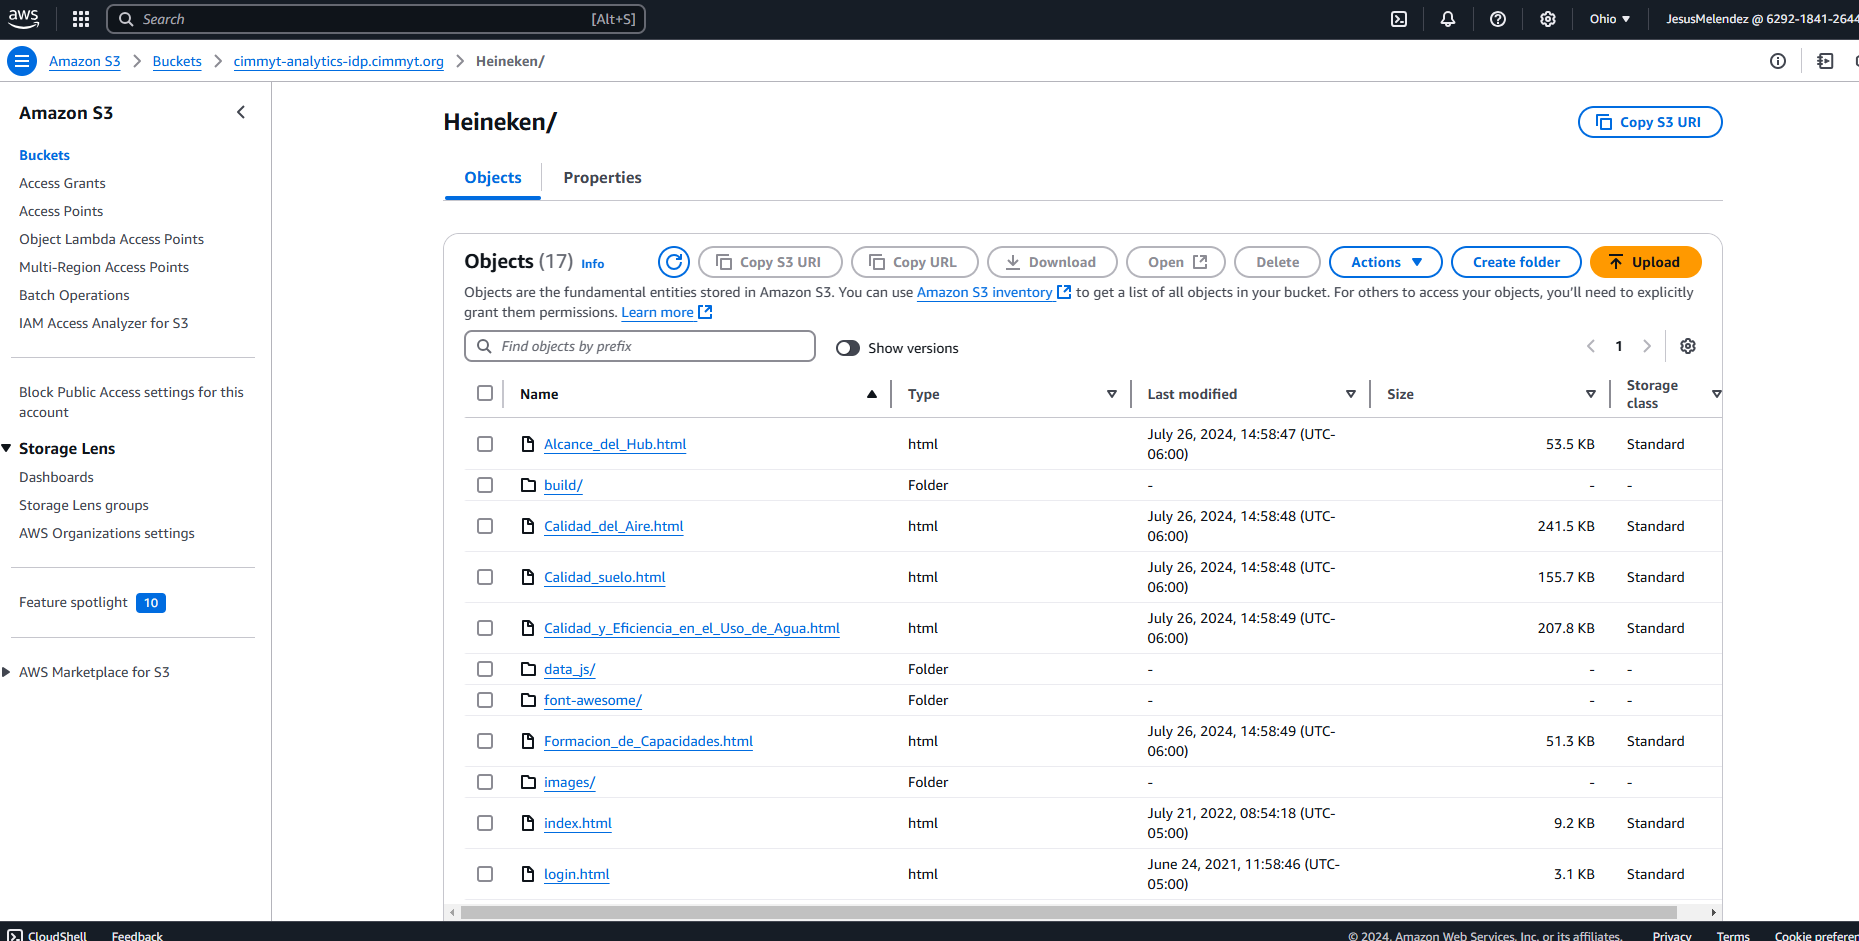 aws
Search
[Alt+S]
Ohio
JesusMelendez @ 6292-1841-2644
Amazon S3
Buckets
cimmyt-analytics-idp.cimmyt.org
Heineken/
Amazon S3
Buckets
Access Grants
Access Points
Object Lambda Access Points
Multi-Region Access Points
Batch Operations
IAM Access Analyzer for S3
Block Public Access settings for this
account
Storage Lens
Dashboards
Storage Lens groups
AWS Organizations settings
Feature spotlight 10
AWS Marketplace for S3
Heineken/
Copy S3 URI
Objects Properties
Objects (17) Info
Copy S3 URI Copy URL Download Open Delete Actions Create folder Upload
Objects are the fundamental entities stored in Amazon S3. You can use Amazon S3 inventory to get a list of all objects in your bucket. For others to access your objects, you'll need to explicitly
grant them permissions. Learn more
Find objects by prefix
Show versions
1
Name Type Last modified Size Storage
class
Alcance_del_Hub.html html July 26, 2024, 14:58:47 (UTC-
06:00) 53.5 KB Standard
build/ Folder - - -
Calidad_del_Aire.html html July 26, 2024, 14:58:48 (UTC-
06:00) 241.5 KB Standard
Calidad_suelo.html html July 26, 2024, 14:58:48 (UTC-
06:00) 155.7 KB Standard
Calidad_y_Eficiencia_en_el_Uso_de_Agua.html html July 26, 2024, 14:58:49 (UTC-
06:00) 207.8 KB Standard
data_js/ Folder - - -
font-awesome/ Folder - - -
Formacion_de_Capacidades.html html July 26, 2024, 14:58:49 (UTC-
06:00) 51.3 KB Standard
images/ Folder - - -
index.html html July 21, 2022, 08:54:18 (UTC-
05:00) 9.2 KB Standard
login.html html June 24, 2021, 11:58:46 (UTC-
05:00) 3.1 KB Standard
CloudShell Feedback
© 2024, Amazon Web Services, Inc. or its affiliates. Privacy Terms Cookie preferen